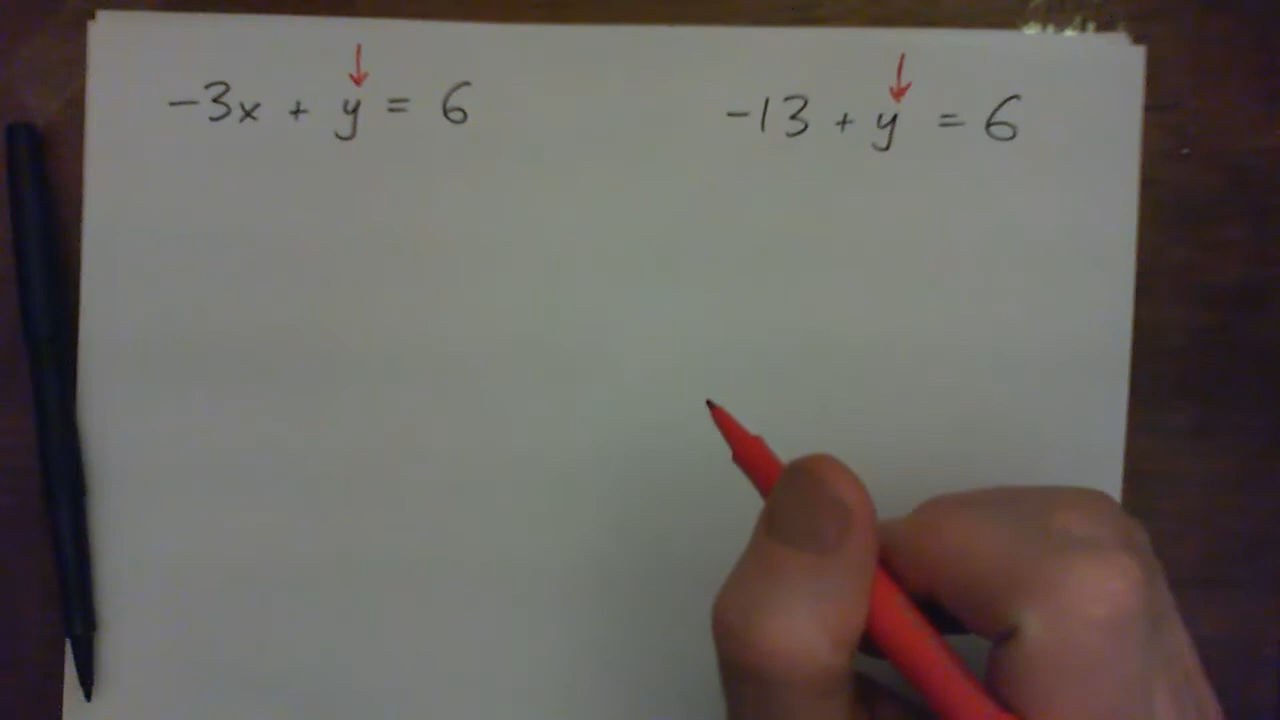 -3x + y = 6
-13 + y = 6